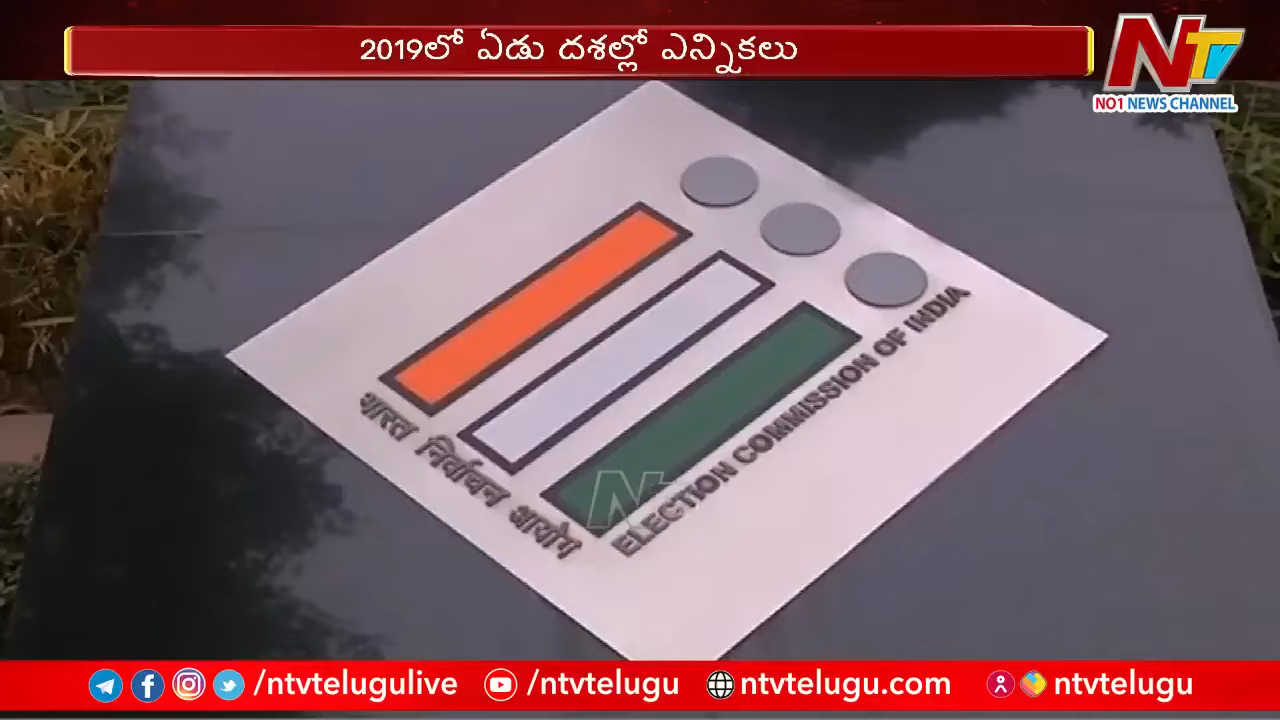 2019లో ఏడు దశల్లో ఎన్నికలు
NTV
NO1 NEWS CHANNEL
भारत निर्वाचन आयोग
ELECTION COMMISSION OF INDIA
/ntvtelugulive
/ntvtelugu
ntvtelugu.com
ntvtelugu